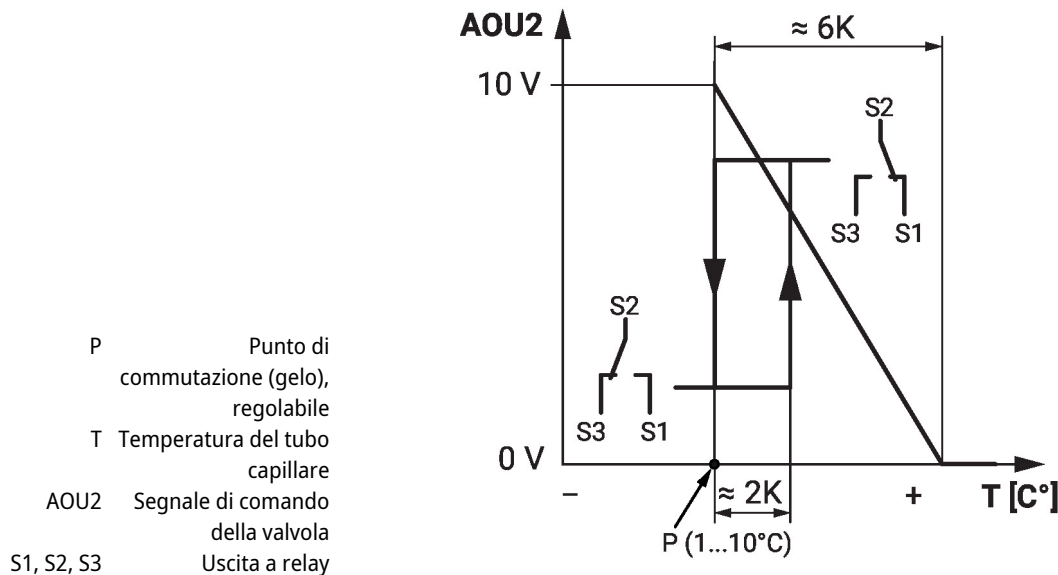 AOU2
≈ 6K
10 V
S2
S3 S1
S2
S3 S1
0 V
– ≈ 2K + T [C°]
P (1...10°C)
P Punto di
commutazione (gelo),
regolabile
T Temperatura del tubo
capillare
AOU2 Segnale di comando
della valvola
S1, S2, S3 Uscita a relay